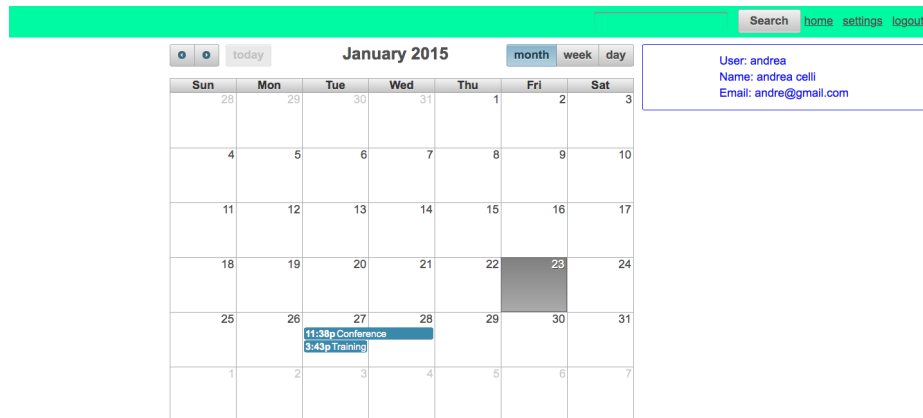 Search home settings logout
today January 2015 month week day
User: andrea
Name: andrea celli
Email: andre@gmail.com
Sun Mon Tue Wed Thu Fri Sat
28 29 30 31 1 2 3
4 5 6 7 8 9 10
11 12 13 14 15 16 17
18 19 20 21 22 23 24
25 26 27 28 29 30 31
11:38p Conference
3:43p Training
1 2 3 4 5 6 7